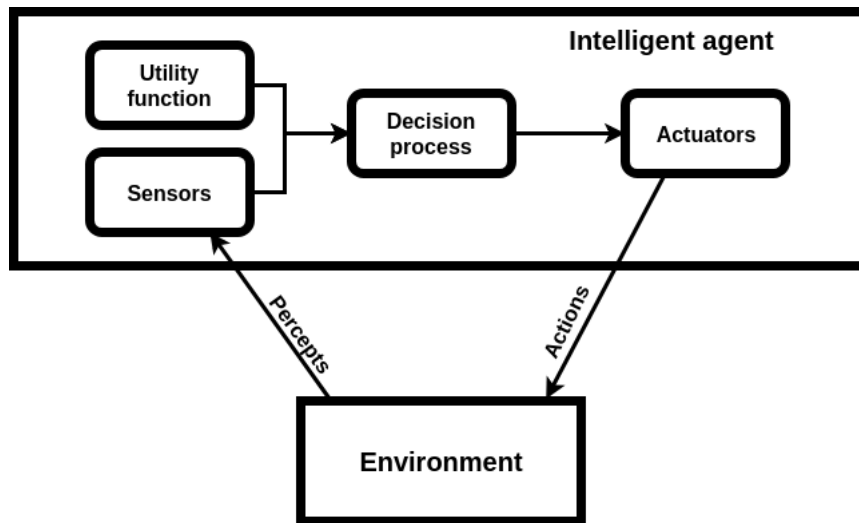 Intelligent agent
Utility
function
Decision
process
Actuators
Sensors
Percepts
Actions
Environment